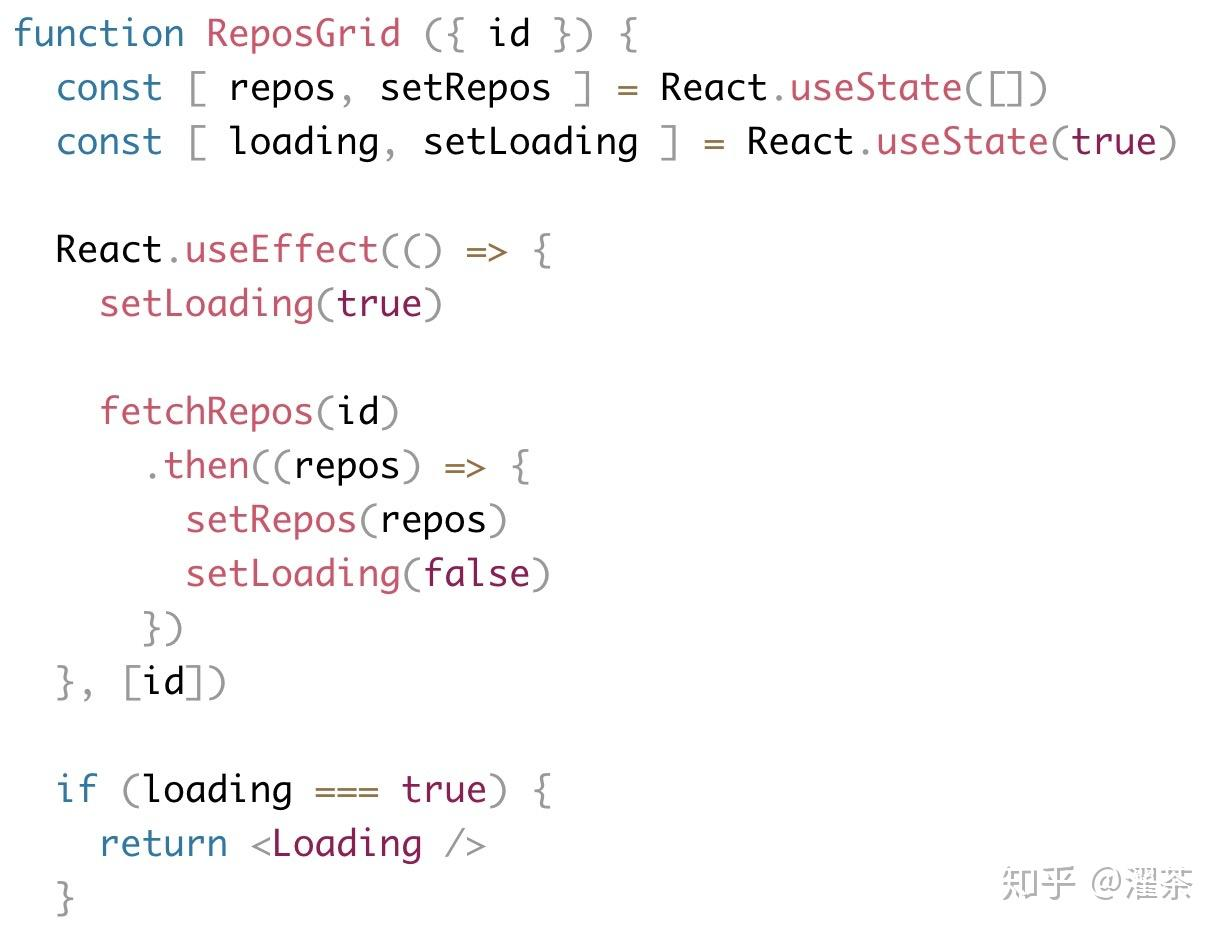 function ReposGrid ({ id }) {
  const [ repos, setRepos ] = React.useState([])
  const [ loading, setLoading ] = React.useState(true)

  React.useEffect(() => {
    setLoading(true)

    fetchRepos(id)
      .then((repos) => {
        setRepos(repos)
        setLoading(false)
      })
  }, [id])

  if (loading === true) {
    return <Loading />
  }
知乎 @濯茶